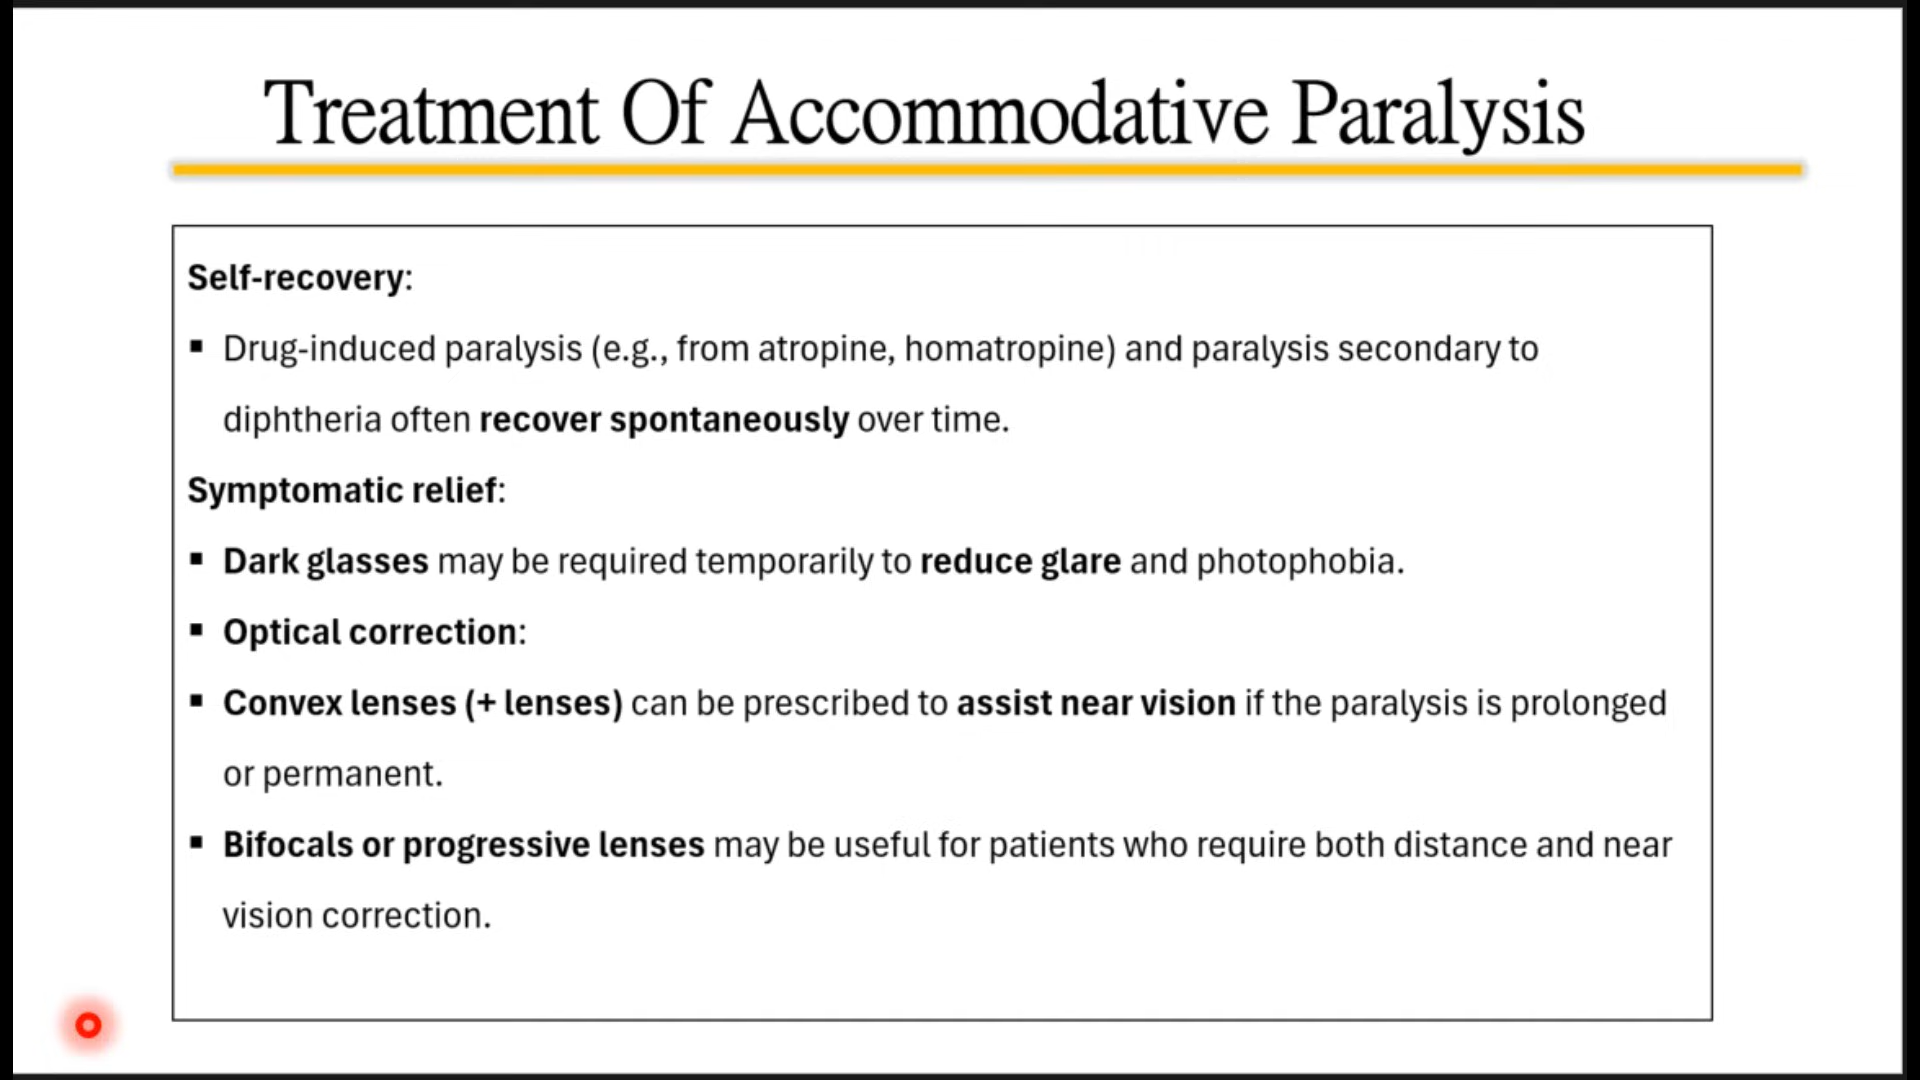 Treatment Of Accommodative Paralysis
Self-recovery:
▪ Drug-induced paralysis (e.g., from atropine, homatropine) and paralysis secondary to
diphtheria often recover spontaneously over time.
Symptomatic relief:
▪ Dark glasses may be required temporarily to reduce glare and photophobia.
▪ Optical correction:
▪ Convex lenses (+ lenses) can be prescribed to assist near vision if the paralysis is prolonged
or permanent.
▪ Bifocals or progressive lenses may be useful for patients who require both distance and near
vision correction.